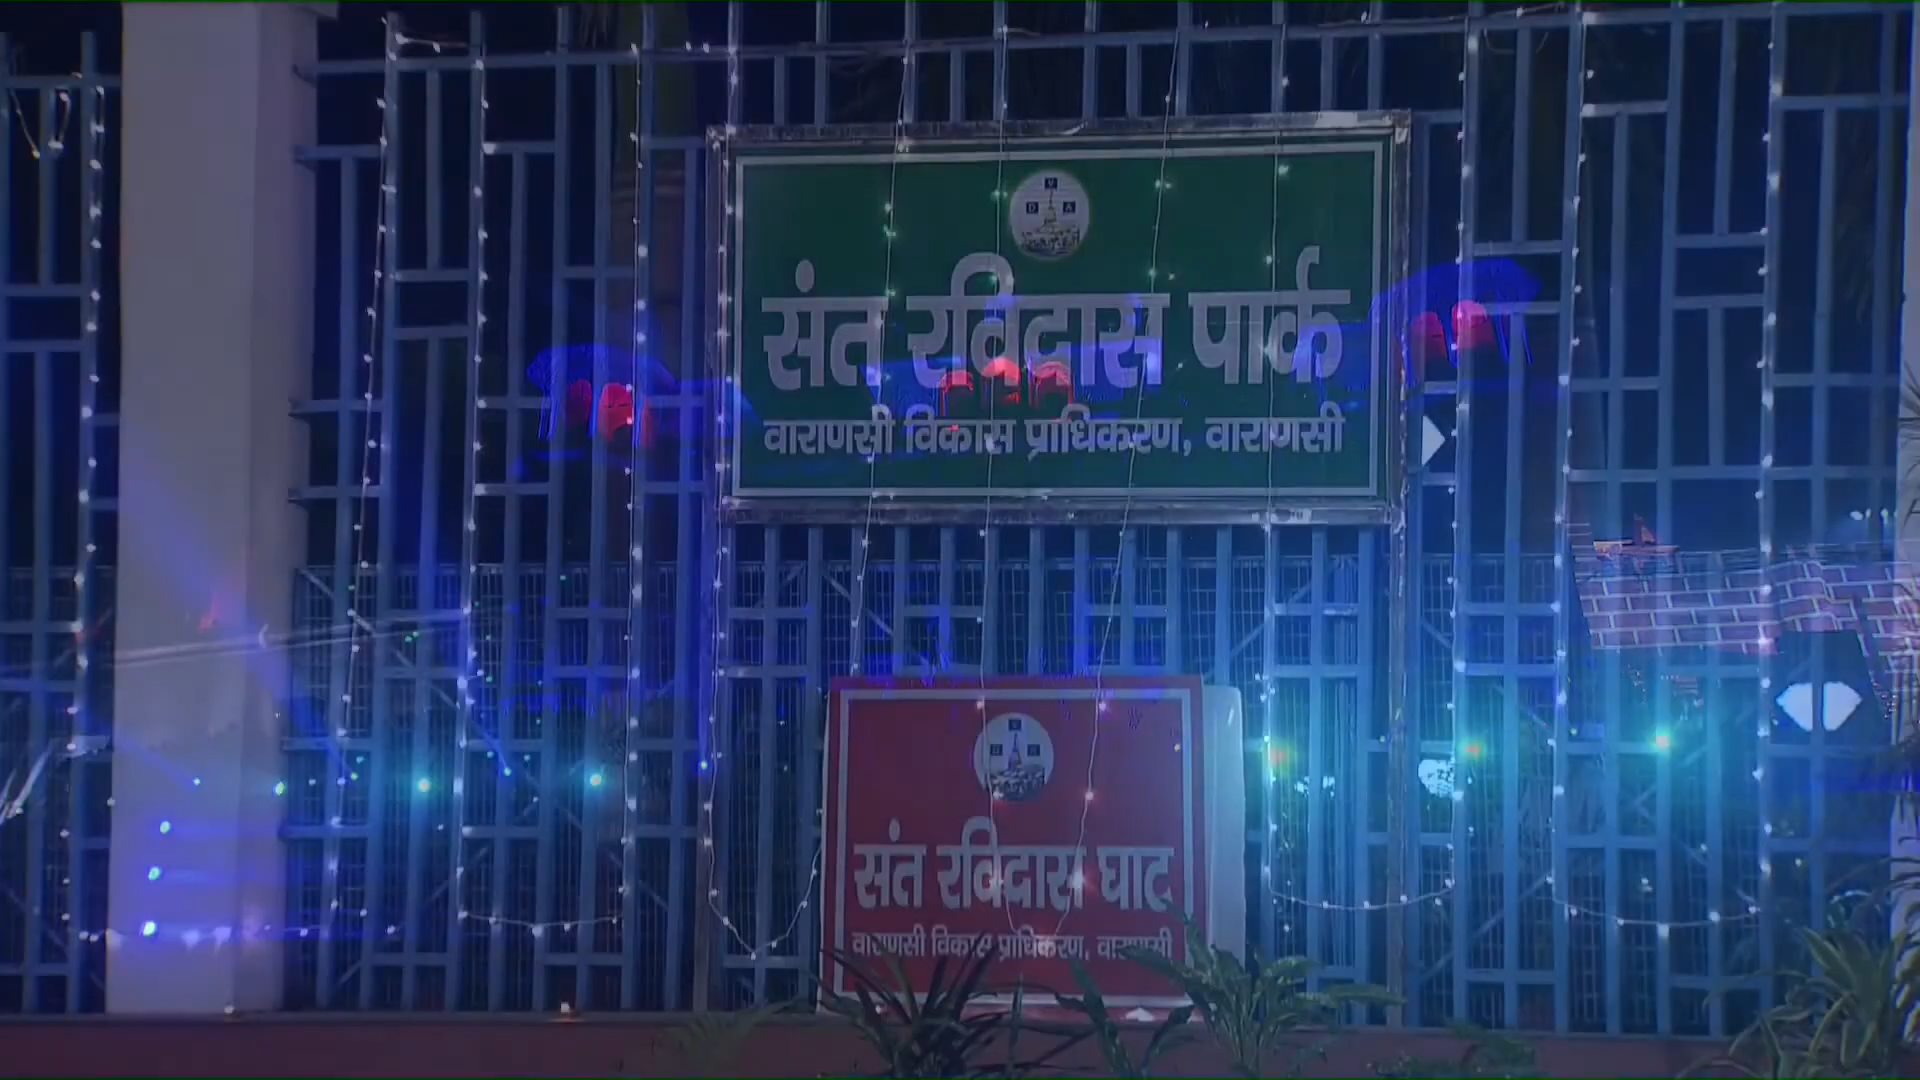 V
D A
संत रविदास पार्क
वाराणसी विकास प्राधिकरण, वाराणसी
संत रविदास घाट
वाराणसी विकास प्राधिकरण, वाराणसी